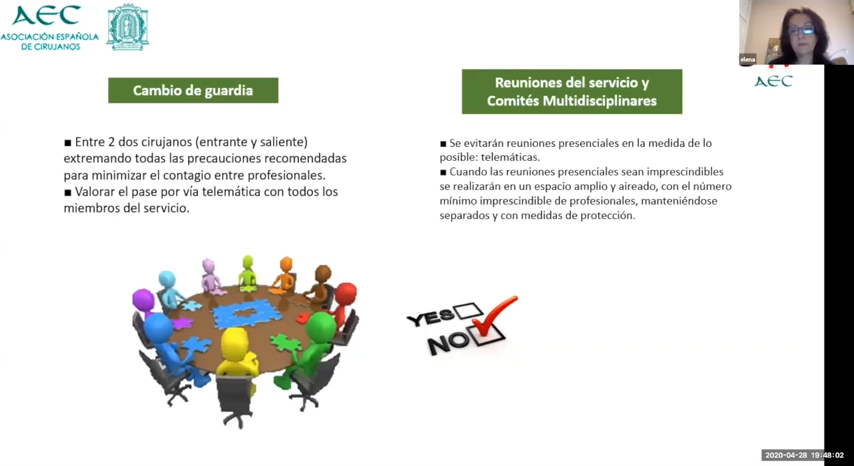 AEC
ASOCIACIÓN ESPAÑOLA
DE CIRUJANOS
elena
AEC
Cambio de guardia
■ Entre 2 dos cirujanos (entrante y saliente)
extremando todas las precauciones recomendadas
para minimizar el contagio entre profesionales.
■ Valorar el pase por vía telemática con todos los
miembros del servicio.
Reuniones del servicio y
Comités Multidisciplinares
■ Se evitarán reuniones presenciales en la medida de lo
posible: telemáticas.
■ Cuando las reuniones presenciales sean imprescindibles
se realizarán en un espacio amplio y aireado, con el número
mínimo imprescindible de profesionales, manteniéndose
separados y con medidas de protección.
YES
NO
2020-04-28 19:48:02